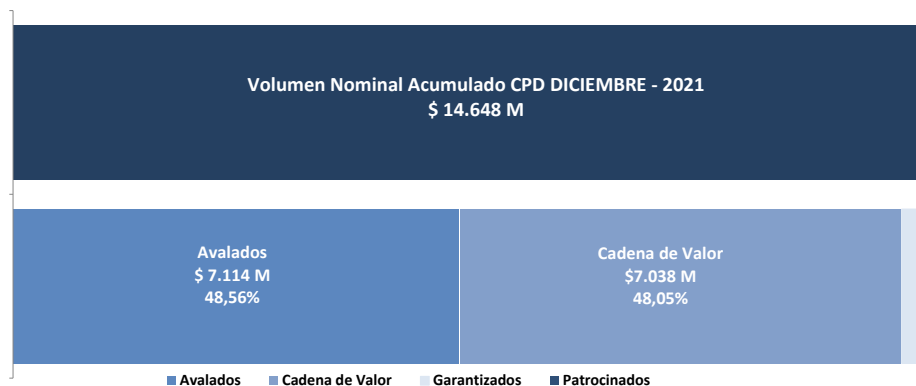 Volumen Nominal Acumulado CPD DICIEMBRE - 2021
$ 14.648 M
Avalados
$ 7.114 M
48,56%
Cadena de Valor
$7.038 M
48,05%
Avalados Cadena de Valor Garantizados Patrocinados